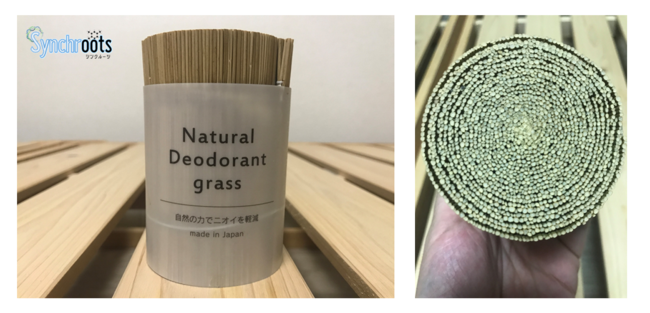 Synchroots
シンクルーツ
Natural
Deodorant
grass
自然の力でニオイを軽減
made in Japan